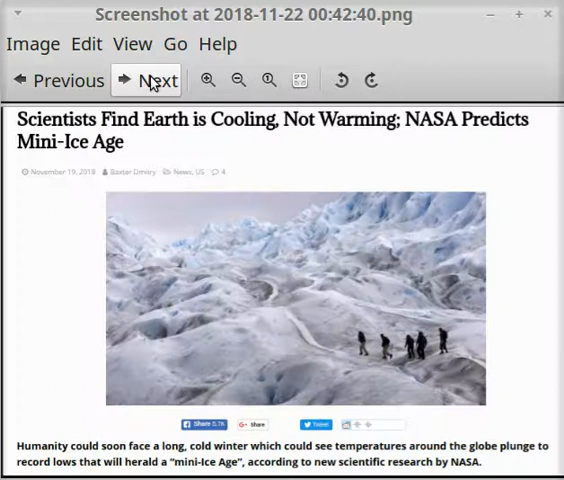 Screenshot at 2018-11-22 00:42:40.png
Image Edit View Go Help
Previous Next
Scientists Find Earth is Cooling, Not Warming; NASA Predicts
Mini-Ice Age
November 19, 2018 Baxter Dmitry News, US 4
Share 5.7K Share Tweet
Humanity could soon face a long, cold winter which could see temperatures around the globe plunge to
record lows that will herald a “mini-Ice Age”, according to new scientific research by NASA.